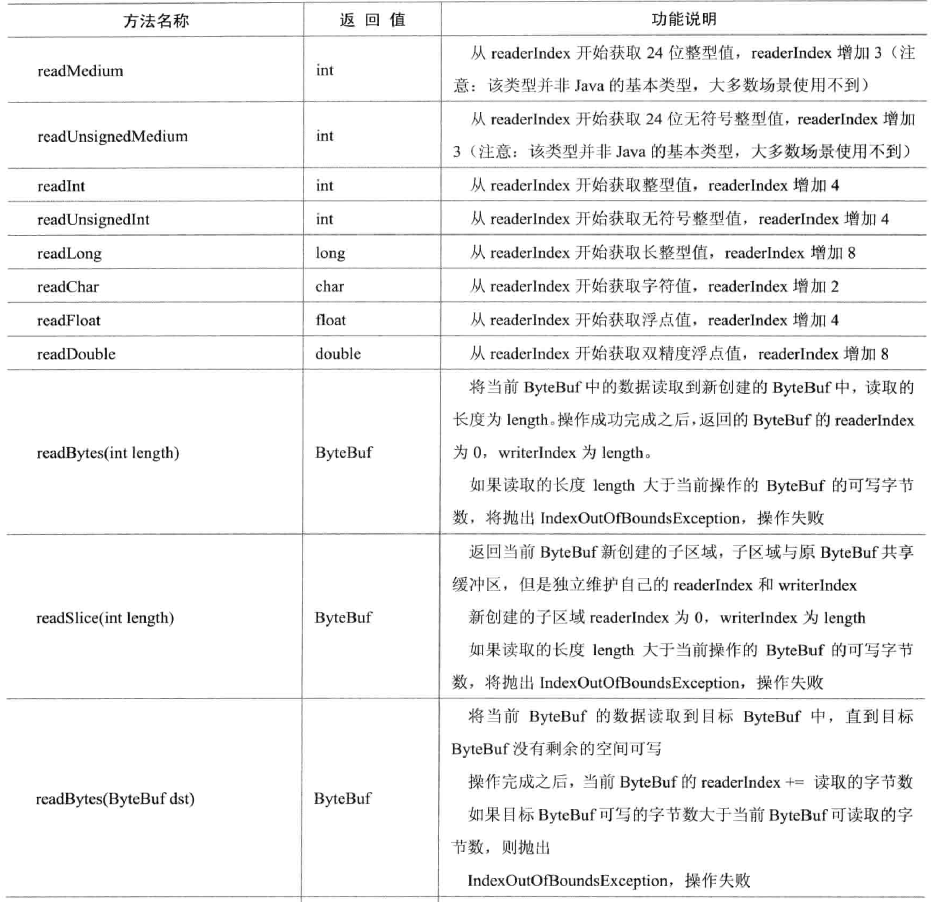 方法名称 返 回 值 功能说明
readMedium int 从 readerIndex 开始获取 24 位整型值，readerIndex 增加 3（注
意：该类型并非 Java 的基本类型，大多数场景使用不到）
readUnsignedMedium int 从 readerIndex 开始获取 24 位无符号整型值，readerIndex 增加
3（注意：该类型并非 Java 的基本类型，大多数场景使用不到）
readInt int 从 readerIndex 开始获取整型值，readerIndex 增加 4
readUnsignedInt int 从 readerIndex 开始获取无符号整型值，readerIndex 增加 4
readLong long 从 readerIndex 开始获取长整型值，readerIndex 增加 8
readChar char 从 readerIndex 开始获取字符值，readerIndex 增加 2
readFloat float 从 readerIndex 开始获取浮点值，readerIndex 增加 4
readDouble double 从 readerIndex 开始获取双精度浮点值，readerIndex 增加 8
readBytes(int length) ByteBuf 将当前 ByteBuf 中的数据读取到新创建的 ByteBuf 中，读取的
长度为 length。操作成功完成之后，返回的 ByteBuf 的 readerIndex
为 0，writerIndex 为 length。
如果读取的长度 length 大于当前操作的 ByteBuf 的可写字节
数，将抛出 IndexOutOfBoundsException，操作失败
readSlice(int length) ByteBuf 返回当前 ByteBuf 新创建的子区域，子区域与原 ByteBuf 共享
缓冲区，但是独立维护自己的 readerIndex 和 writerIndex
新创建的子区域 readerIndex 为 0，writerIndex 为 length
如果读取的长度 length 大于当前操作的 ByteBuf 的可写字节
数，将抛出 IndexOutOfBoundsException，操作失败
readBytes(ByteBuf dst) ByteBuf 将当前 ByteBuf 的数据读取到目标 ByteBuf 中，直到目标
ByteBuf 没有剩余的空间可写
操作完成之后，当前 ByteBuf 的 readerIndex += 读取的字节数
如果目标 ByteBuf 可写的字节数大于当前 ByteBuf 可读取的字
节数，则抛出
IndexOutOfBoundsException，操作失败